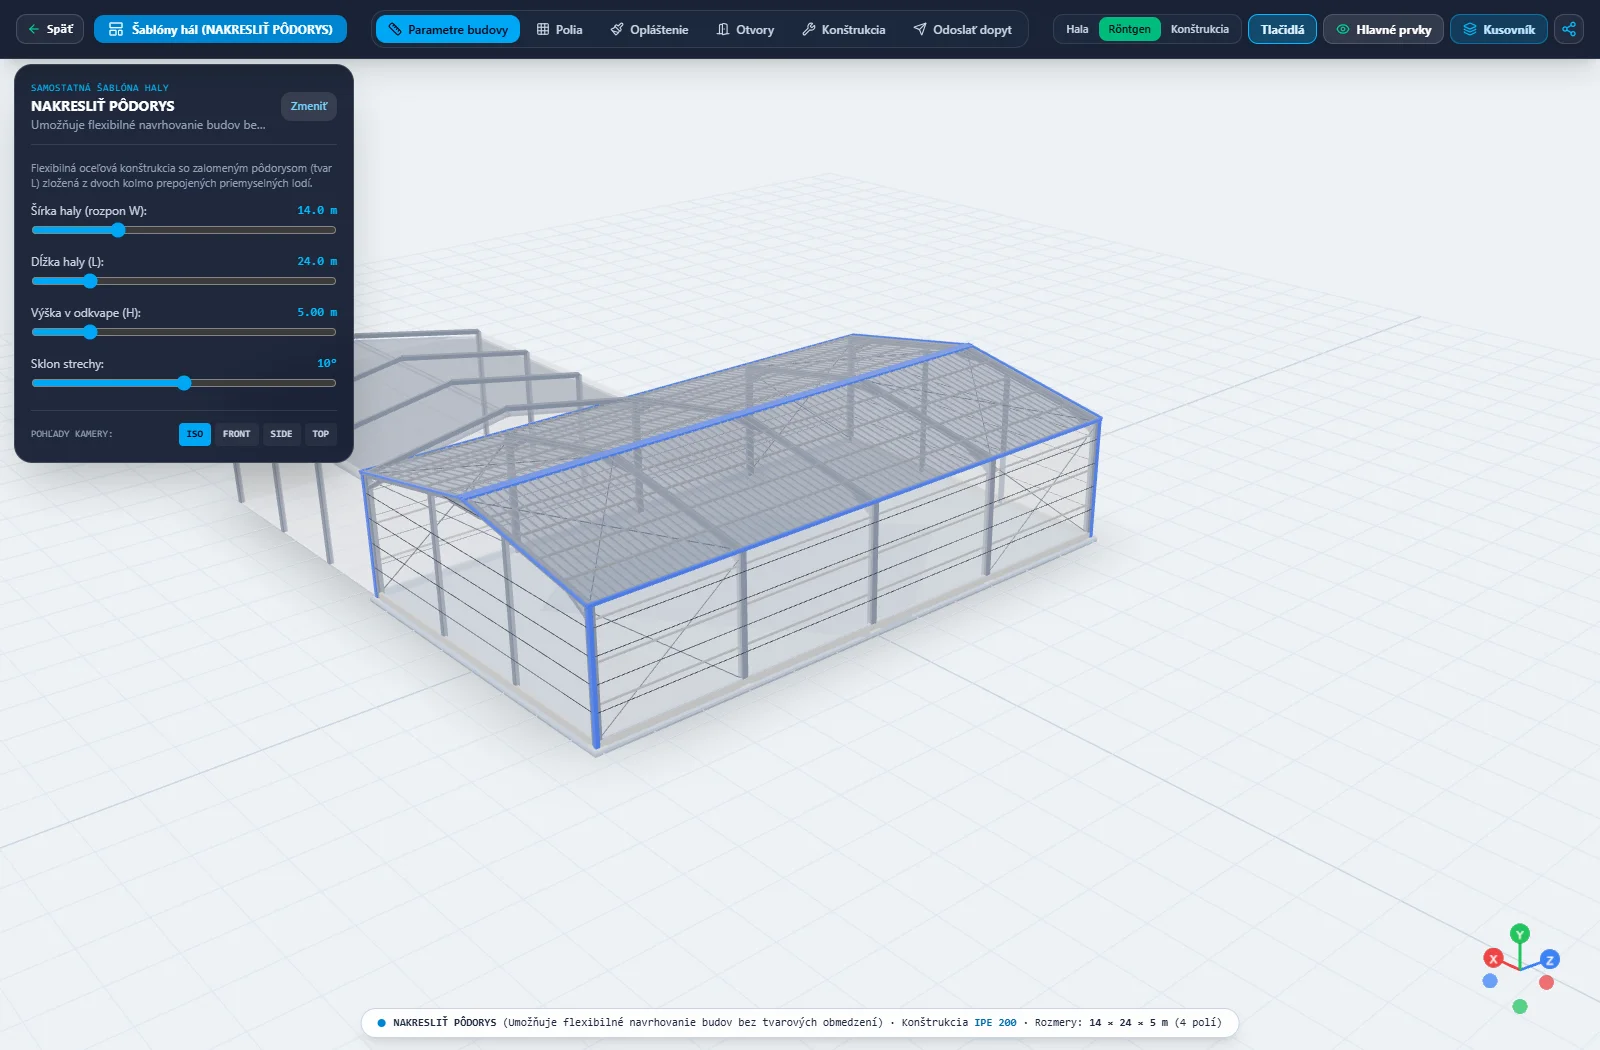 Späť
Šablóny hál (NAKRESLIŤ PÔDORYS)
Parametre budovy
Polia
Opláštenie
Otvory
Konštrukcia
Odoslať dopyt
Hala
Röntgen
Konštrukcia
Tlačidlá
Hlavné prvky
Kusovník
SAMOSTATNÁ ŠABLÓNA HALY
NAKRESLIŤ PÔDORYS
Umožňuje flexibilné navrhovanie budov be...
Zmeniť
Flexibilná oceľová konštrukcia so zalomeným pôdorysom (tvar
L) zložená z dvoch kolmo prepojených priemyselných lodí.
Šírka haly (rozpon W): 14.0 m
Dĺžka haly (L): 24.0 m
Výška v odkvape (H): 5.00 m
Sklon strechy: 10°
POHĽADY KAMERY: ISO FRONT SIDE TOP
Y
X
Z
NAKRESLIŤ PÔDORYS (Umožňuje flexibilné navrhovanie budov bez tvarových obmedzení) · Konštrukcia IPE 200 · Rozmery: 14 × 24 × 5 m (4 polí)